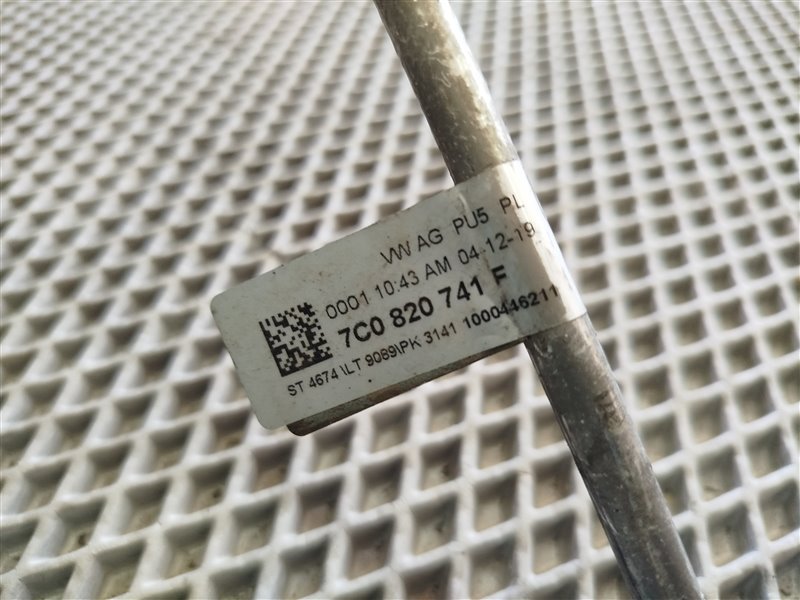 VW AG PU5 PL
0001 10:43 AM 04-12-19
7C0 820 741 F
ST 4674\LT 9089\PK 3141 1000446211